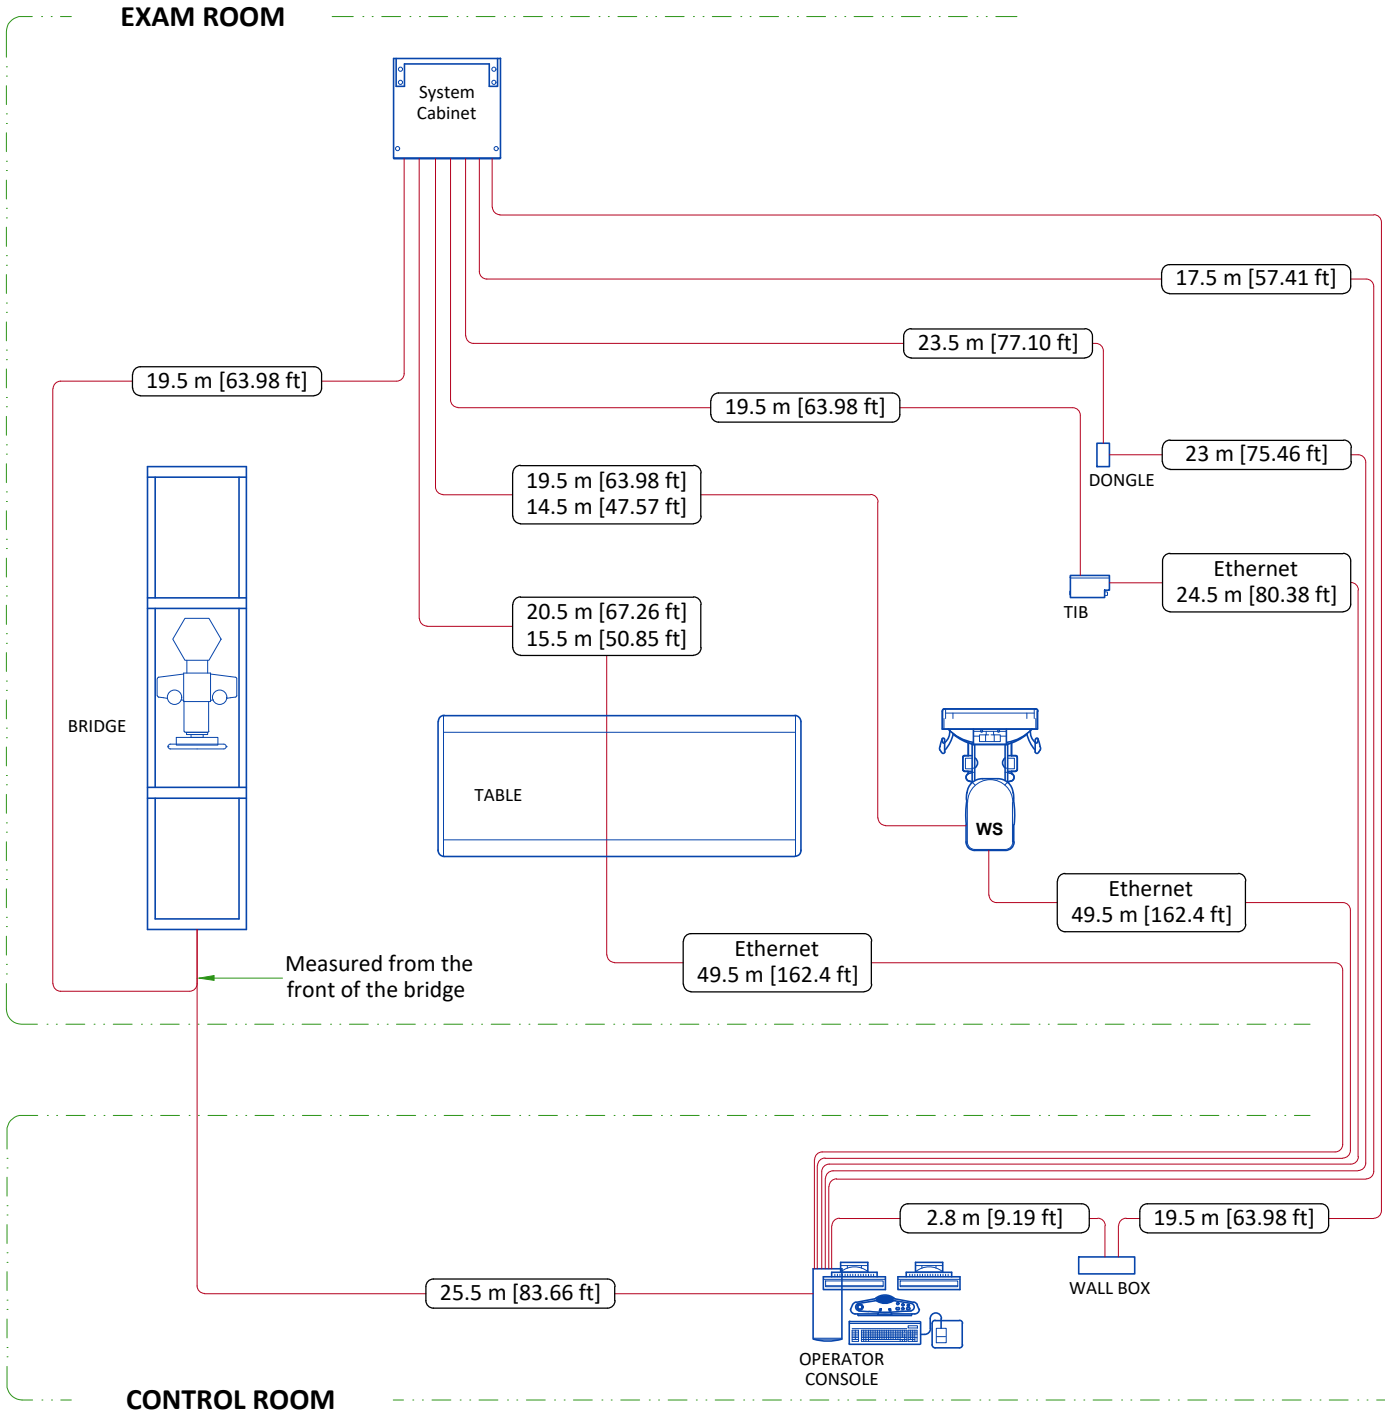 EXAM ROOM
System
Cabinet
17.5 m [57.41 ft]
23.5 m [77.10 ft]
19.5 m [63.98 ft]
19.5 m [63.98 ft]
23 m [75.46 ft]
DONGLE
19.5 m [63.98 ft]
14.5 m [47.57 ft]
Ethernet
24.5 m [80.38 ft]
TIB
20.5 m [67.26 ft]
15.5 m [50.85 ft]
BRIDGE
TABLE
WS
Ethernet
49.5 m [162.4 ft]
Ethernet
49.5 m [162.4 ft]
Measured from the
front of the bridge
2.8 m [9.19 ft]
19.5 m [63.98 ft]
WALL BOX
25.5 m [83.66 ft]
OPERATOR
CONSOLE
CONTROL ROOM